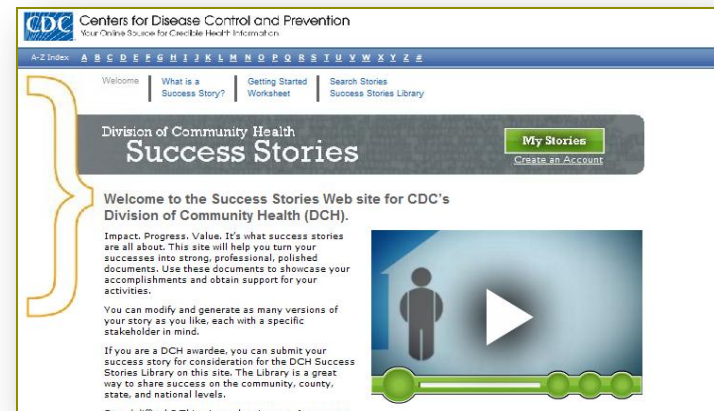 CDC Centers for Disease Control and Prevention
Your Online Source for Credible Health Information
A-Z Index A B C D E F G H I J K L M N O P Q R S T U V W X Y Z #
Welcome
What is a
Success Story?
Getting Started
Worksheet
Search Stories
Success Stories Library
Division of Community Health
Success Stories
My Stories
Create an Account
Welcome to the Success Stories Web site for CDC's
Division of Community Health (DCH).
Impact. Progress. Value. It's what success stories
are all about. This site will help you turn your
successes into strong, professional, polished
documents. Use these documents to showcase your
accomplishments and obtain support for your
activities.
You can modify and generate as many versions of
your story as you like, each with a specific
stakeholder in mind.
If you are a DCH awardee, you can submit your
success story for consideration for the DCH Success
Stories Library on this site. The Library is a great
way to share success on the community, county,
state, and national levels.